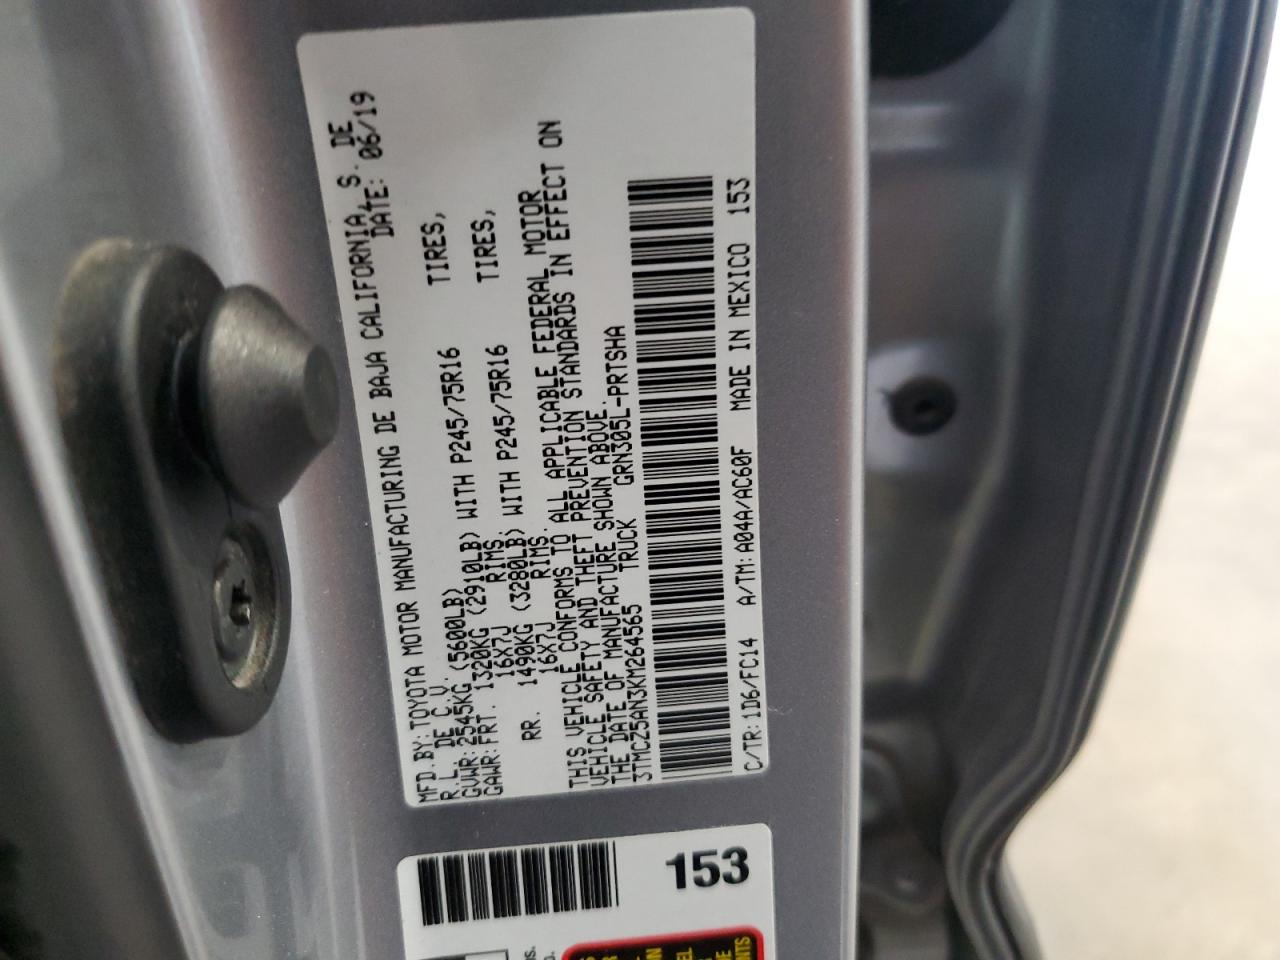 MFD.BY:TOYOTA MOTOR MANUFACTURING DE BAJA CALIFORNIA, S. DE
R.L. DE C.V. DATE: 06/19
GVWR:2545KG(5600LB)
GAWR:FRT. 1320KG(2910LB) WITH P245/75R16 TIRES,
16X7J RIMS,
RR. 1490KG(3280LB) WITH P245/75R16 TIRES,
16X7J RIMS.
THIS VEHICLE CONFORMS TO ALL APPLICABLE FEDERAL MOTOR
VEHICLE SAFETY AND THEFT PREVENTION STANDARDS IN EFFECT ON
THE DATE OF MANUFACTURE SHOWN ABOVE.
3TMCZ5AN3KM264565 TRUCK GRN305L-PRTSHA
C/TR:1D6/FC14 A/TM:A04A/AC60F MADE IN MEXICO 153
153